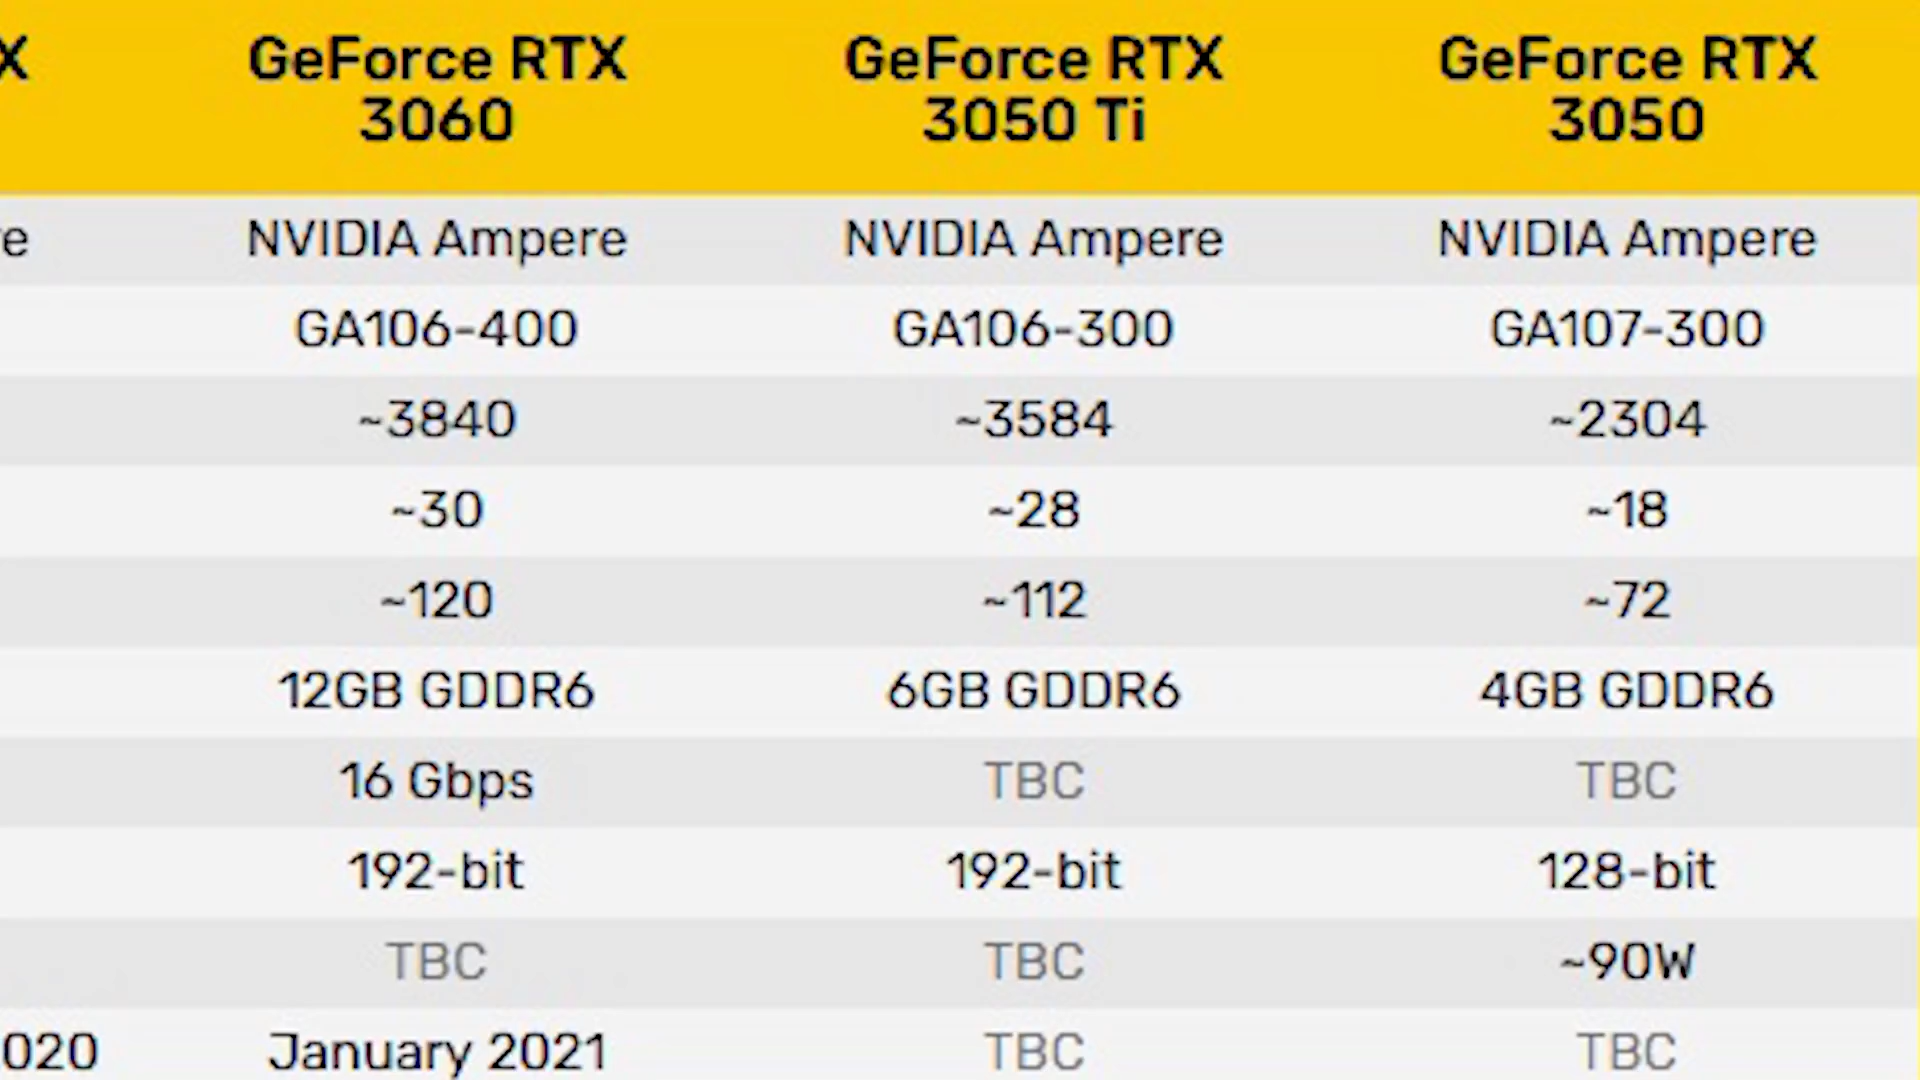 X GeForce RTX GeForce RTX GeForce RTX
3060 3050 Ti 3050
re NVIDIA Ampere NVIDIA Ampere NVIDIA Ampere
GA106-400 GA106-300 GA107-300
~3840 ~3584 ~2304
~30 ~28 ~18
~120 ~112 ~72
12GB GDDR6 6GB GDDR6 4GB GDDR6
16 Gbps TBC TBC
192-bit 192-bit 128-bit
TBC TBC ~90W
020 January 2021 TBC TBC